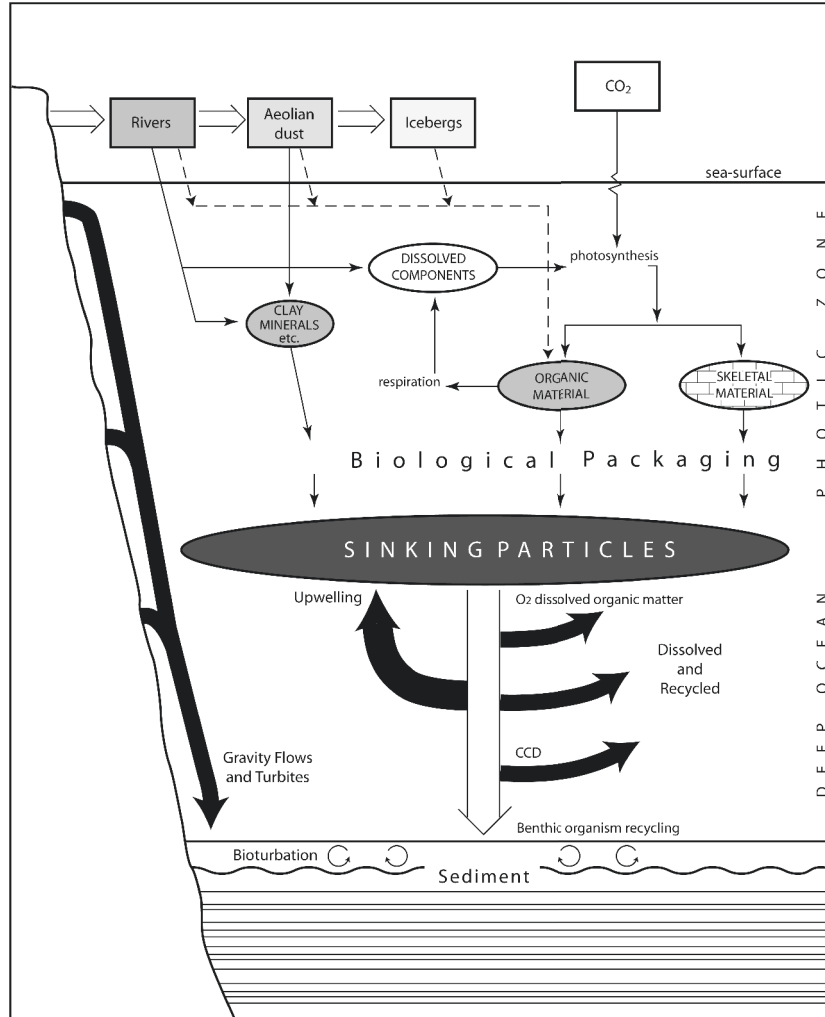 CO2
Rivers
Aeolian
dust
Icebergs
sea-surface
DISSOLVED
COMPONENTS
photosynthesis
CLAY
MINERALS
etc.
respiration
ORGANIC
MATERIAL
SKELETAL
MATERIAL
PHOTIC ZONE
Biological Packaging
SINKING PARTICLES
Upwelling
O2 dissolved organic matter
Dissolved
and
Recycled
DEEP OCEAN
Gravity Flows
and Turbites
CCD
Benthic organism recycling
Bioturbation
Sediment